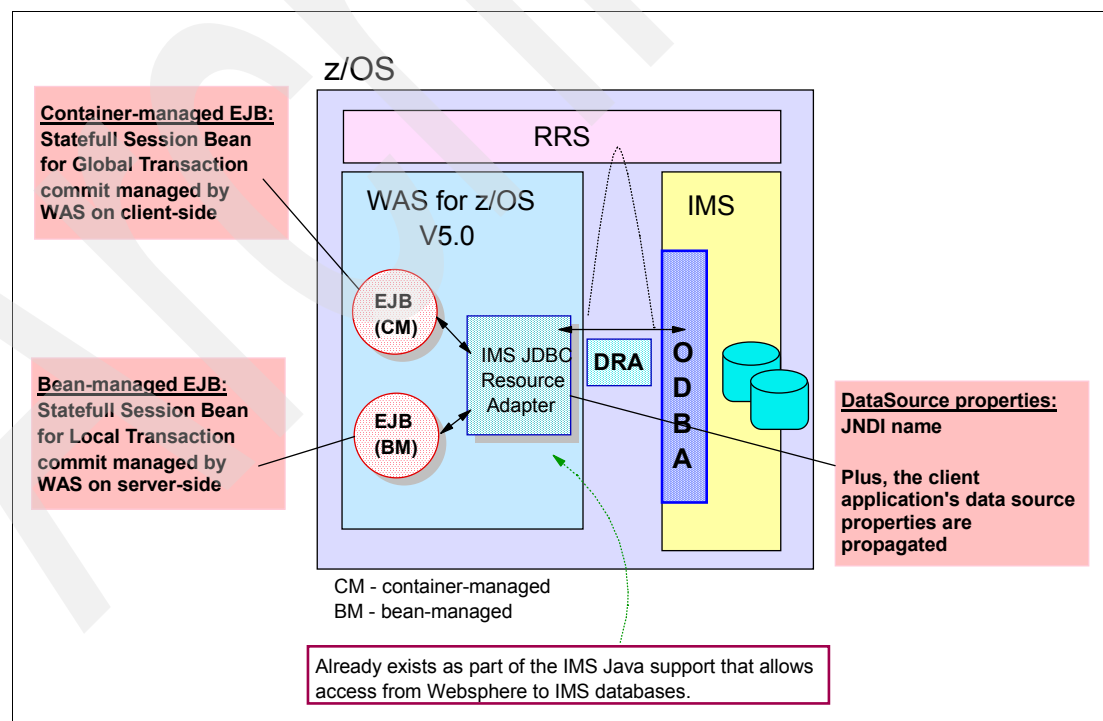 z/OS
Container-managed EJB:
Statefull Session Bean
for Global Transaction
commit managed by
WAS on client-side
RRS
WAS for z/OS
V5.0
IMS
EJB
(CM)
IMS JDBC
Resource
Adapter
DRA
O
D
B
A
Bean-managed EJB:
Statefull Session Bean
for Local Transaction
commit managed by
WAS on server-side
EJB
(BM)
DataSource properties:
JNDI name
Plus, the client
application's data source
properties are
propagated
CM - container-managed
BM - bean-managed
Already exists as part of the IMS Java support that allows
access from Websphere to IMS databases.